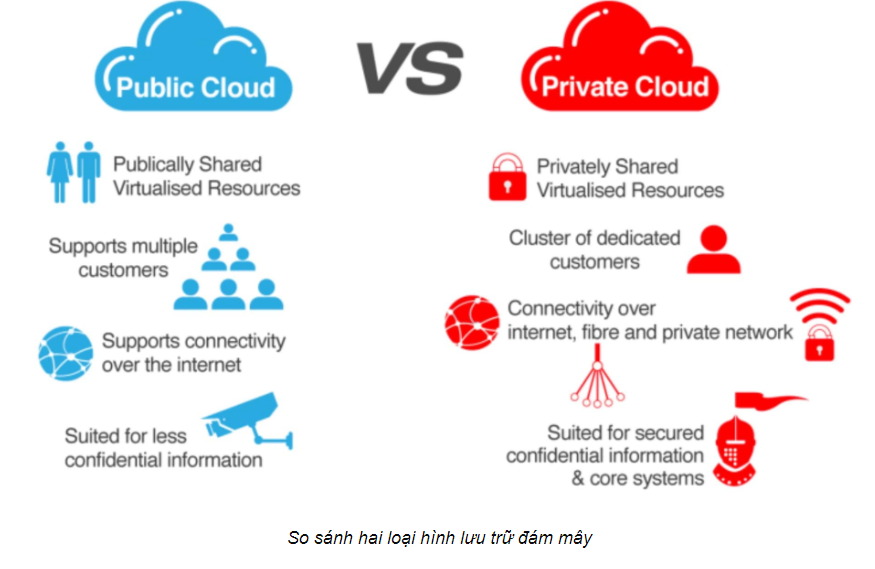 Public Cloud
VS
Private Cloud
Publically Shared
Virtualised Resources
Supports multiple
customers
Supports connectivity
over the internet
Suited for less
confidential information
Privately Shared
Virtualised Resources
Cluster of dedicated
customers
Connectivity over
internet, fibre and private network
Suited for secured
confidential information
& core systems
So sánh hai loại hình lưu trữ đám mây